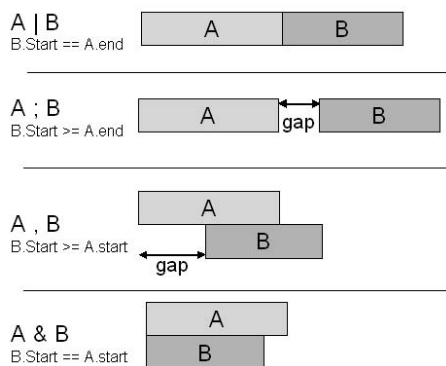 A | B
B.Start == A.end
A B
A ; B
B.Start >= A.end
A gap B
A , B
B.Start >= A.start
A
B
gap
A & B
B.Start == A.start
A
B